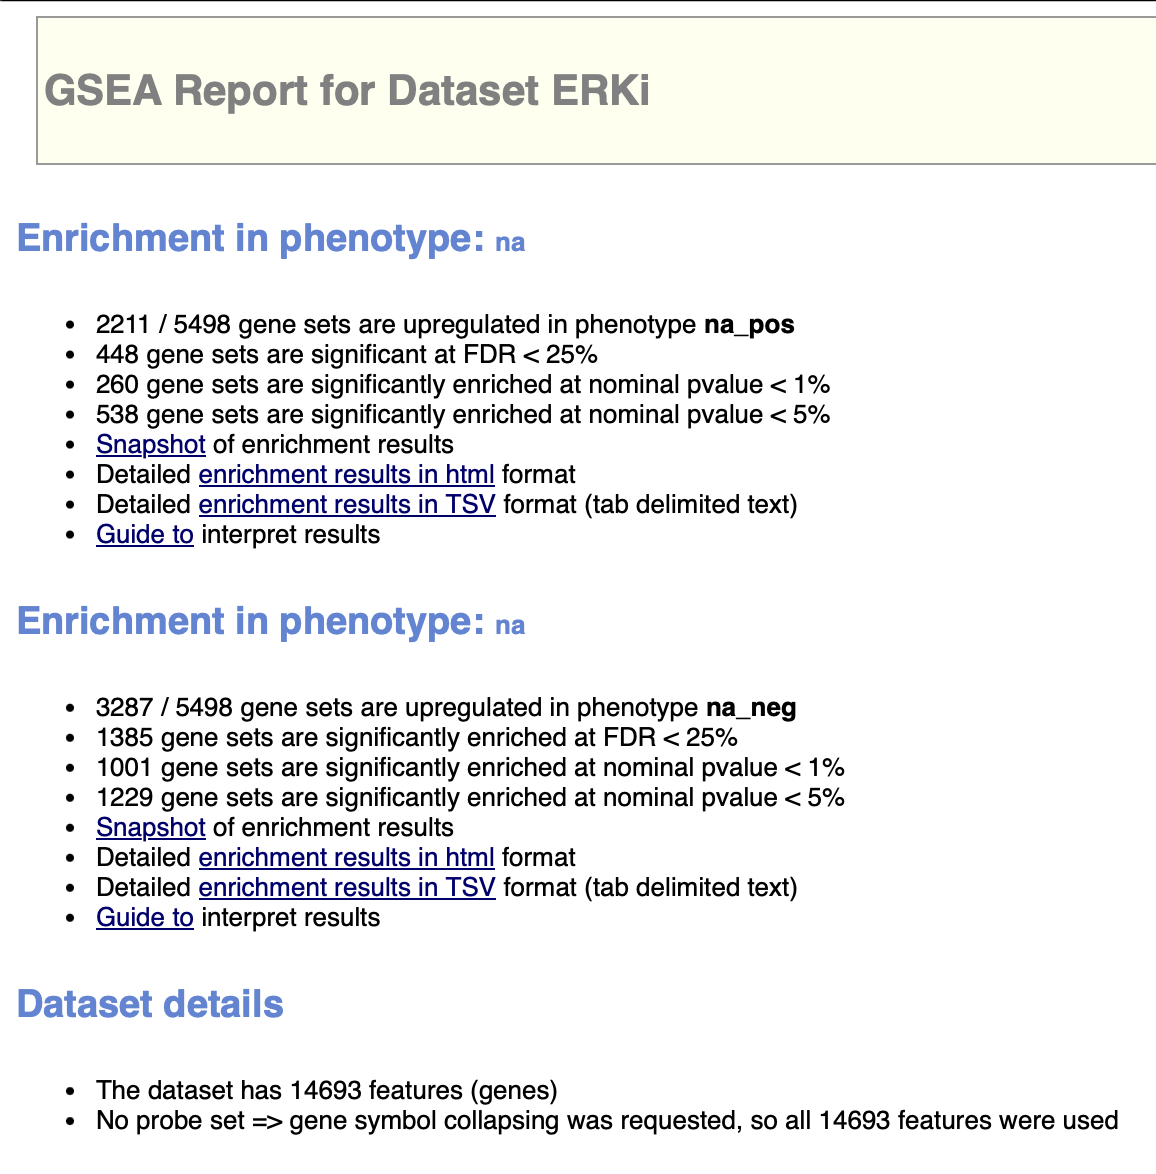 GSEA Report for Dataset ERKi
Enrichment in phenotype: na
• 2211 / 5498 gene sets are upregulated in phenotype na_pos
• 448 gene sets are significant at FDR < 25%
• 260 gene sets are significantly enriched at nominal pvalue < 1%
• 538 gene sets are significantly enriched at nominal pvalue < 5%
• Snapshot of enrichment results
• Detailed enrichment results in html format
• Detailed enrichment results in TSV format (tab delimited text)
• Guide to interpret results
Enrichment in phenotype: na
• 3287 / 5498 gene sets are upregulated in phenotype na_neg
• 1385 gene sets are significantly enriched at FDR < 25%
• 1001 gene sets are significantly enriched at nominal pvalue < 1%
• 1229 gene sets are significantly enriched at nominal pvalue < 5%
• Snapshot of enrichment results
• Detailed enrichment results in html format
• Detailed enrichment results in TSV format (tab delimited text)
• Guide to interpret results
Dataset details
• The dataset has 14693 features (genes)
• No probe set => gene symbol collapsing was requested, so all 14693 features were used